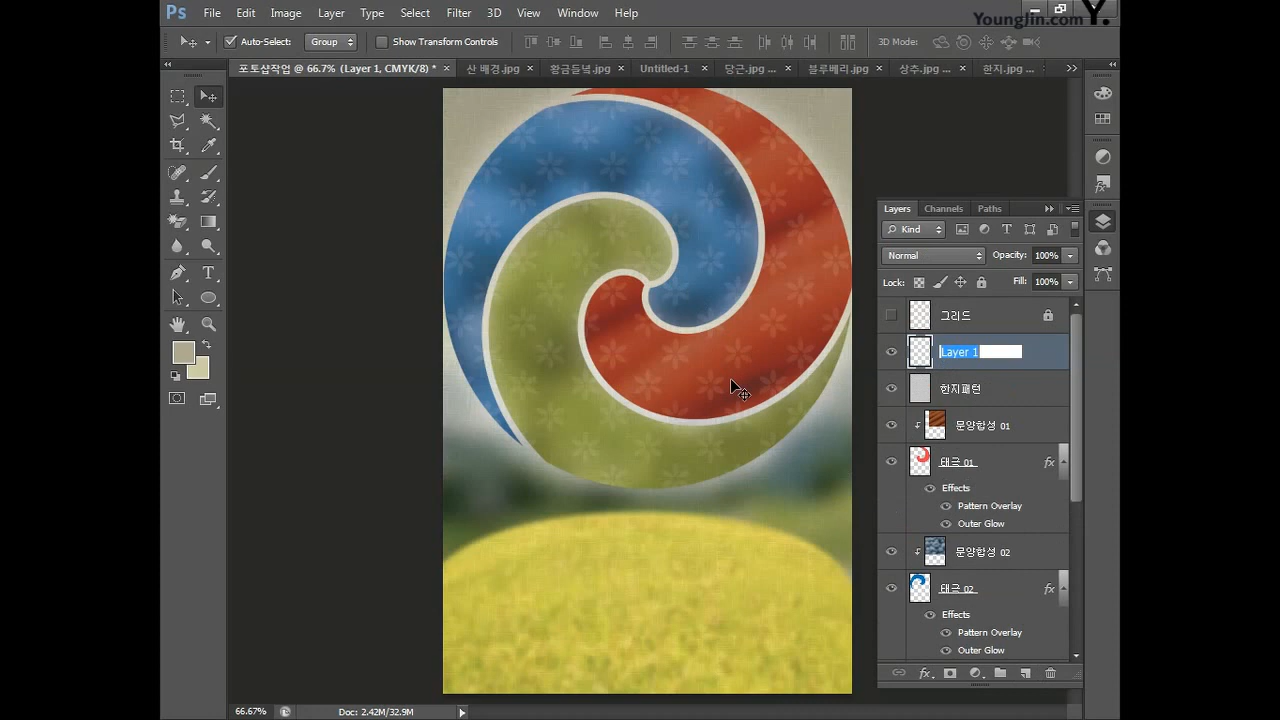 YoungJin.com Y.
Ps File Edit Image Layer Type Select Filter 3D View Window Help
Auto-Select: Group Show Transform Controls 3D Mode:
포토샵작업 @ 66.7% (Layer 1, CMYK/8) * × 산 배경.jpg × 황금들녘.jpg × Untitled-1 × 당근.jpg ... × 블루베리.jpg × 상추.jpg ... × 한지.jpg ...
Layers Channels Paths
Kind
Normal Opacity: 100%
Lock: Fill: 100%
그리드
Layer 1
한지패턴
문양합성 01
태극 01 fx
Effects
Pattern Overlay
Outer Glow
문양합성 02
태극 02 fx
Effects
Pattern Overlay
Outer Glow
fx
66.67% Doc: 2.42M/32.9M